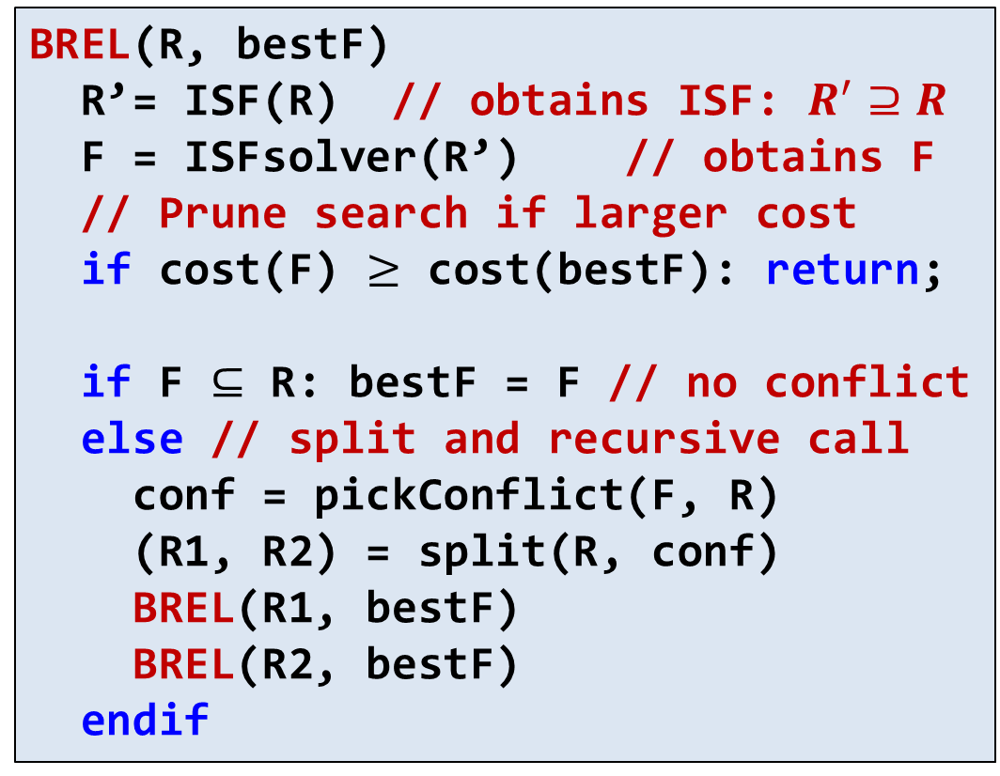 BREL(R, bestF)
R’= ISF(R) // obtains ISF: R′ ⊇ R
F = ISFsolver(R’) // obtains F
// Prune search if larger cost
if cost(F) ≥ cost(bestF): return;
if F ⊆ R: bestF = F // no conflict
else // split and recursive call
conf = pickConflict(F, R)
(R1, R2) = split(R, conf)
BREL(R1, bestF)
BREL(R2, bestF)
endif